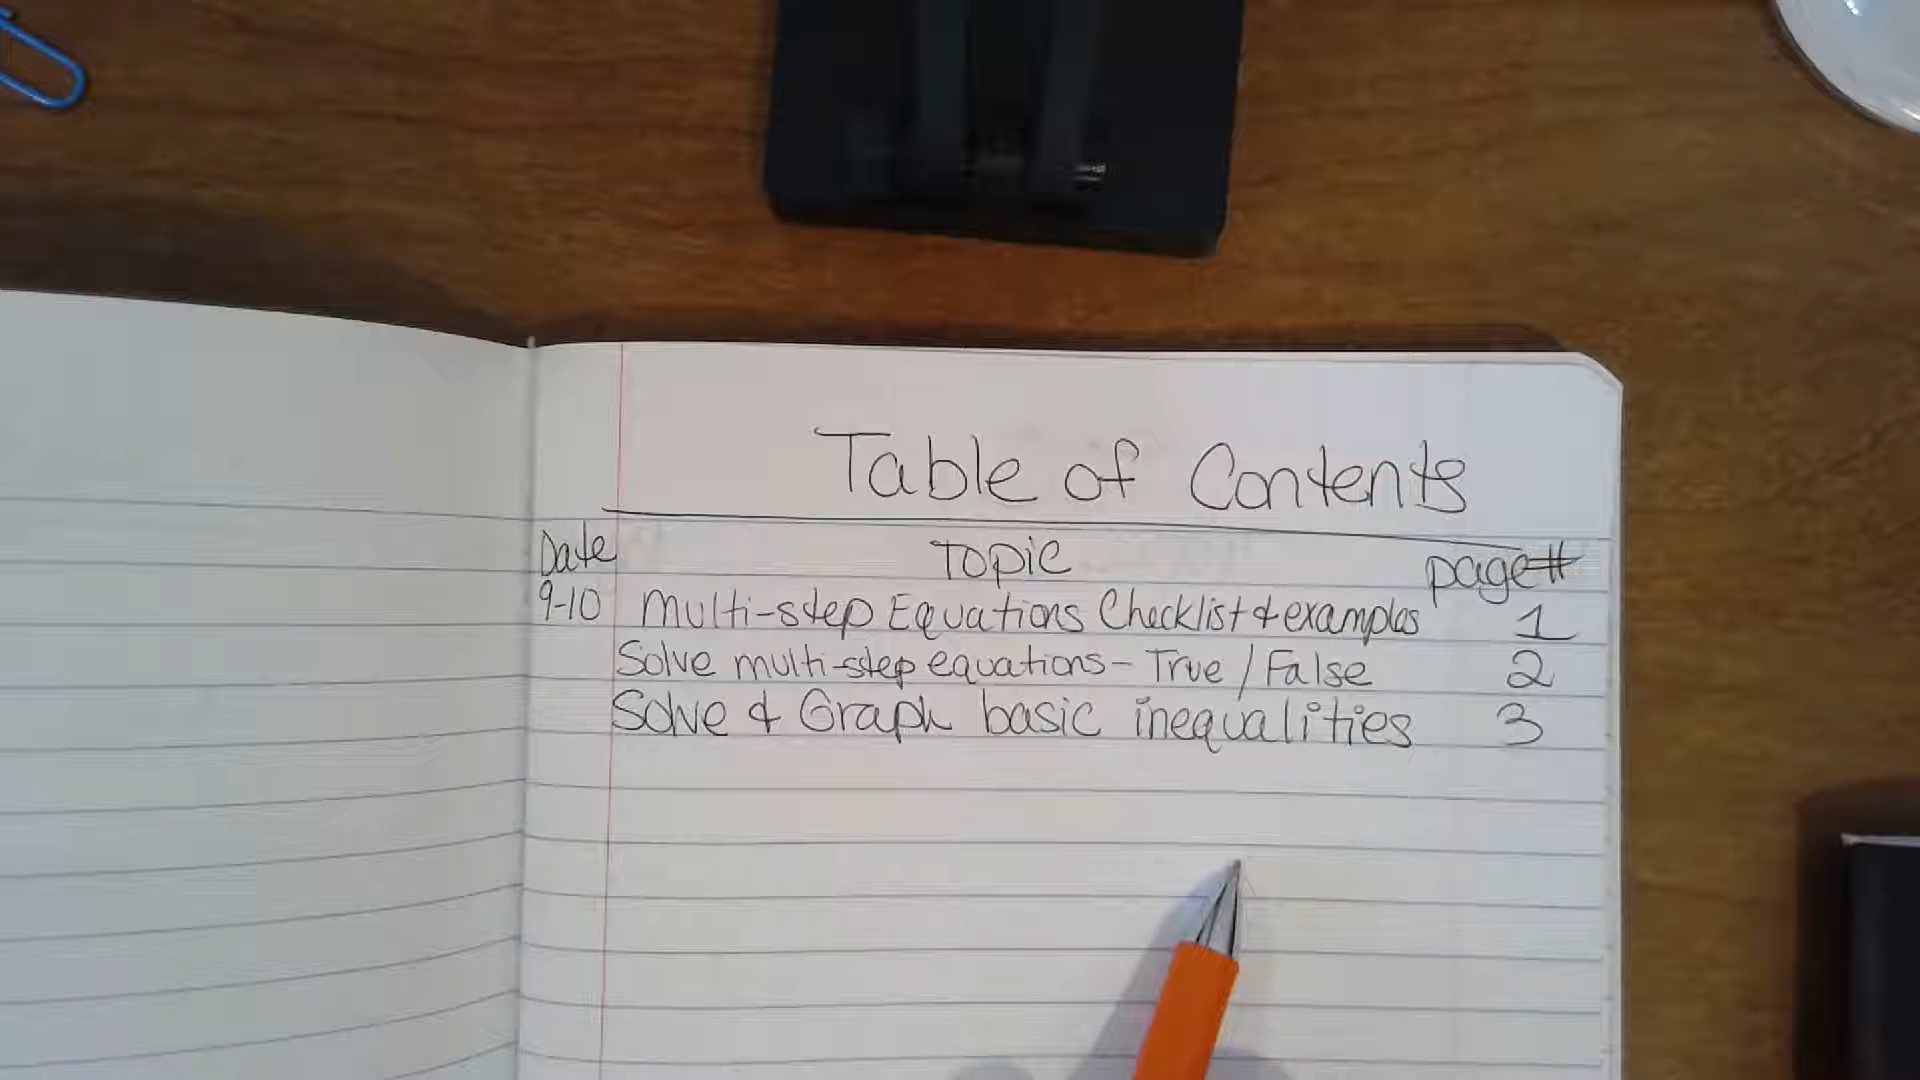 Table of Contents
Date Topic page#
9-10 Multi-step Equations Checklist & examples 1
Solve multi-step equations - True / False 2
Solve & Graph basic inequalities 3